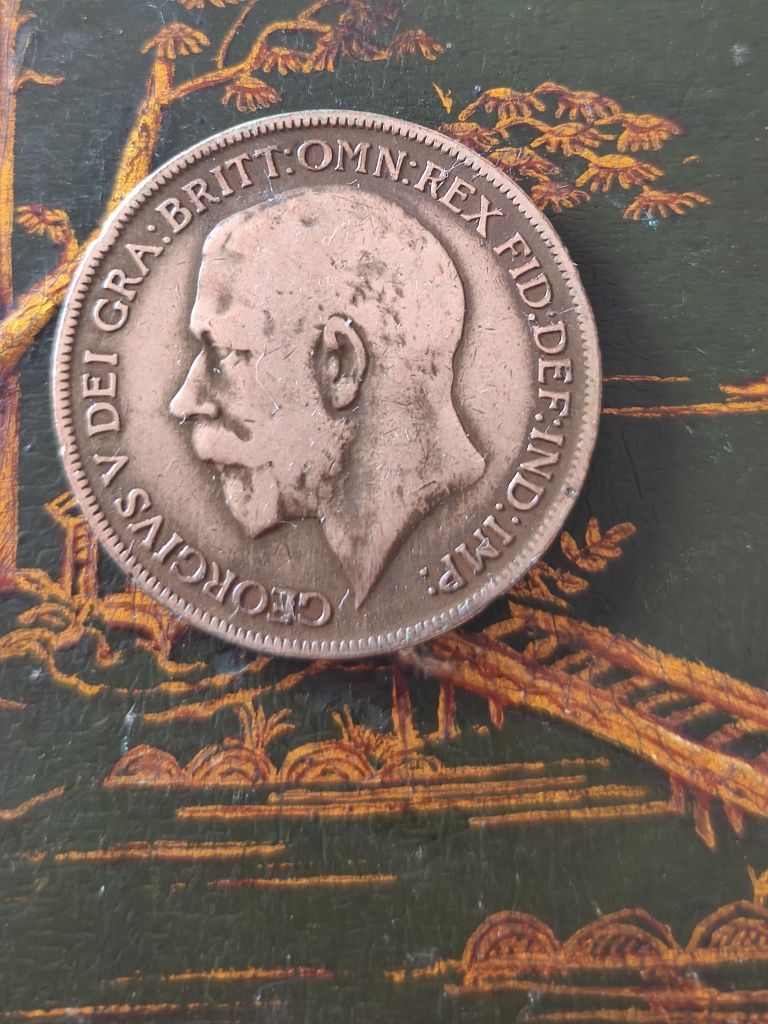 GEORGIVS V DEI GRA: BRITT: OMN: REX FID: DEF: IND: IMP: